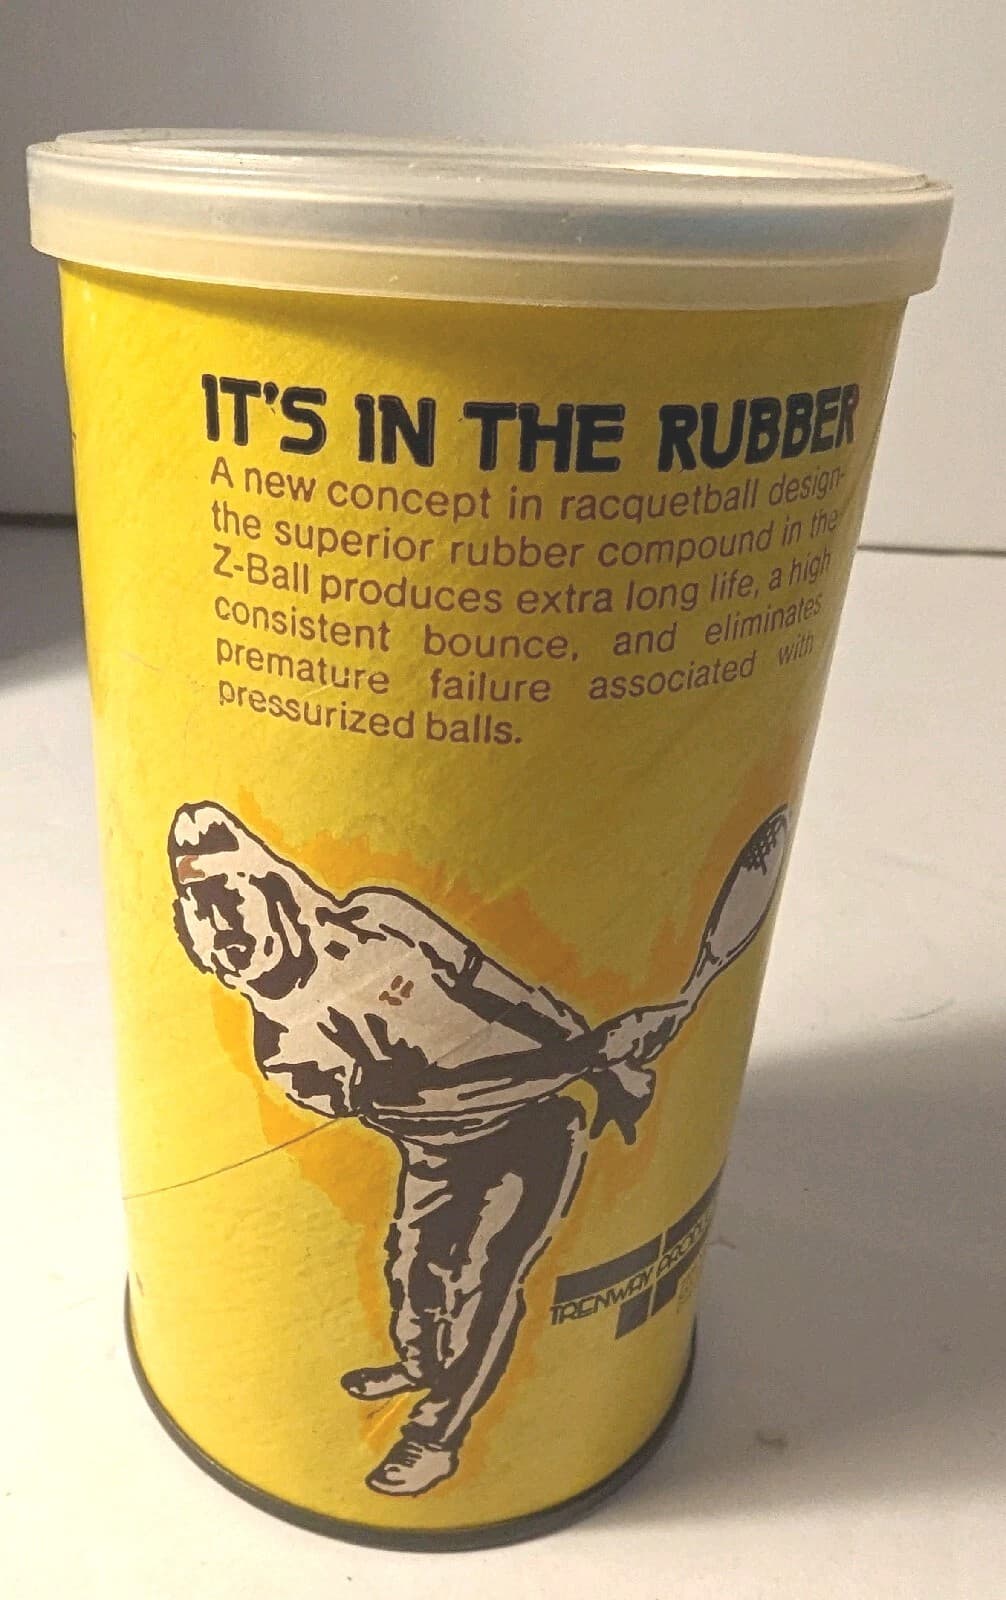 IT'S IN THE RUBBER
A new concept in racquetball design-
the superior rubber compound in the
Z-Ball produces extra long life, a high
consistent bounce, and eliminates
premature failure associated with
pressurized balls.
TRENWAY